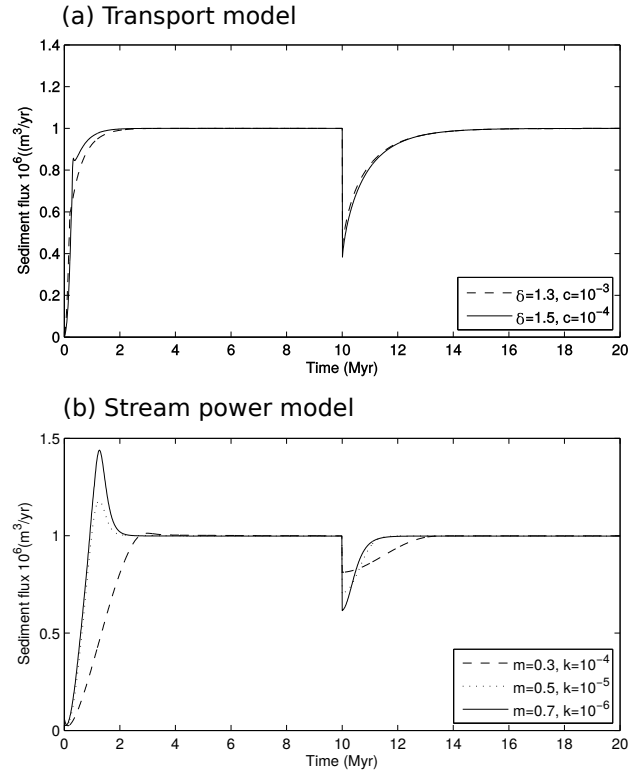 (a) Transport model
1.4
1.2
1
0.8
0.6
0.4
0.2
0
Sediment flux 10⁶((m³/yr)
0 2 4 6 8 10 12 14 16 18 20
Time (Myr)
δ=1.3, c=10⁻³
δ=1.5, c=10⁻⁴
(b) Stream power model
1.5
1
0.5
0
Sediment flux 10⁶(m³/yr)
0 2 4 6 8 10 12 14 16 18 20
Time (Myr)
m=0.3, k=10⁻⁴
m=0.5, k=10⁻⁵
m=0.7, k=10⁻⁶